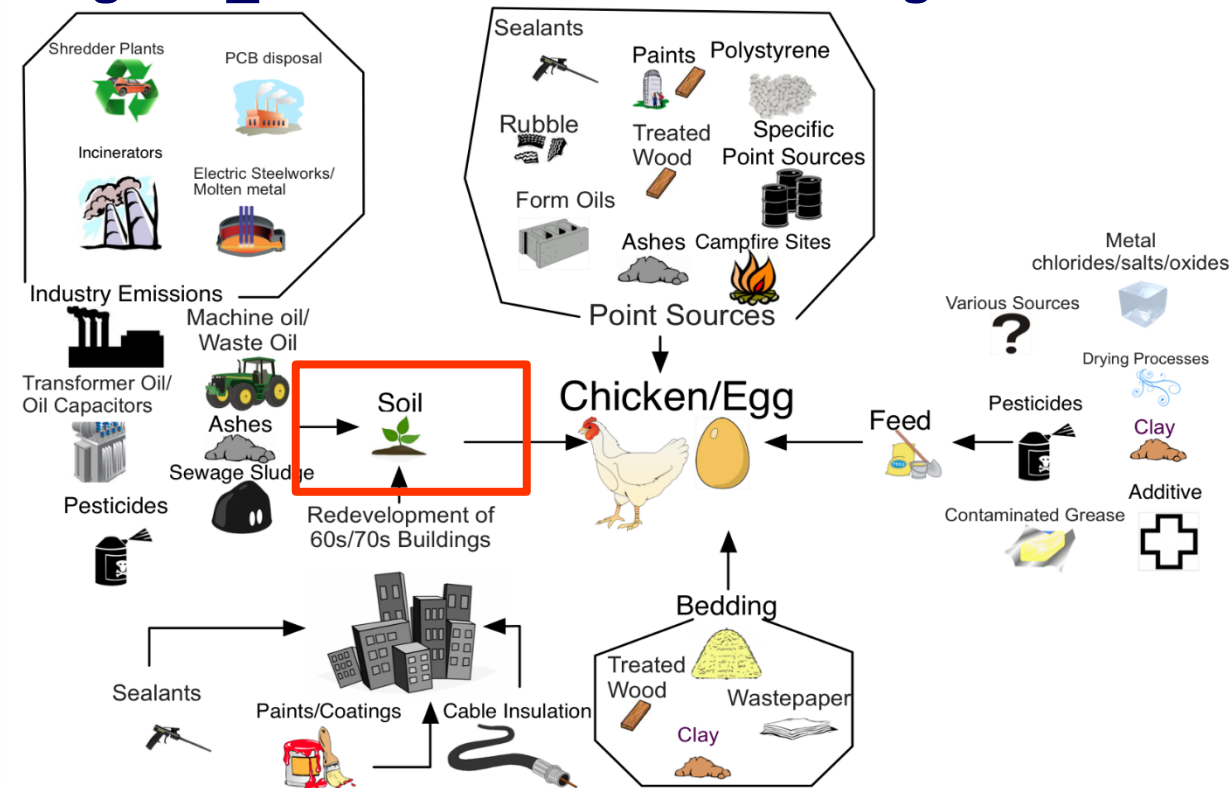 Shredder Plants
PCB disposal
Incinerators
Electric Steelworks/
Molten metal
Industry Emissions
Sealants
Paints
Polystyrene
Rubble
Treated
Wood
Specific
Point Sources
Form Oils
Ashes
Campfire Sites
Point Sources
Machine oil/
Waste Oil
Transformer Oil/
Oil Capacitors
Ashes
Sewage Sludge
Pesticides
Soil
Redevelopment of
60s/70s Buildings
Chicken/Egg
Feed
Metal
chlorides/salts/oxides
Various Sources
?
Drying Processes
Pesticides
Clay
Additive
Contaminated Grease
Sealants
Paints/Coatings
Cable Insulation
Bedding
Treated
Wood
Wastepaper
Clay